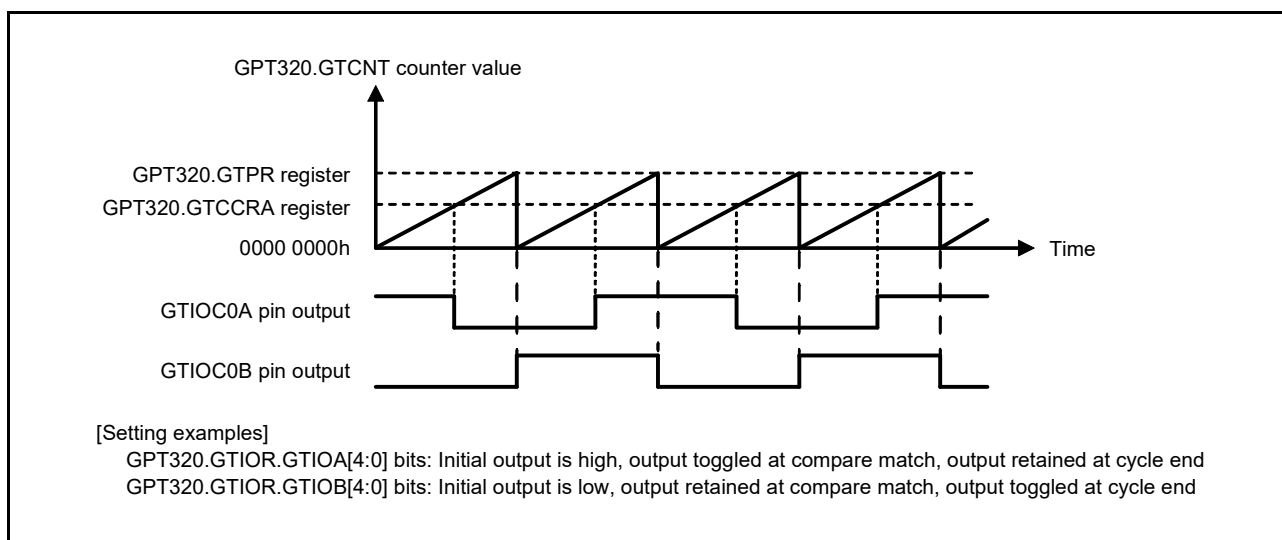 GPT320.GTCNT counter value
GPT320.GTPR register
GPT320.GTCCRA register
0000 0000h
Time
GTIOC0A pin output
GTIOC0B pin output
[Setting examples]
GPT320.GTIOR.GTIOA[4:0] bits: Initial output is high, output toggled at compare match, output retained at cycle end
GPT320.GTIOR.GTIOB[4:0] bits: Initial output is low, output retained at compare match, output toggled at cycle end